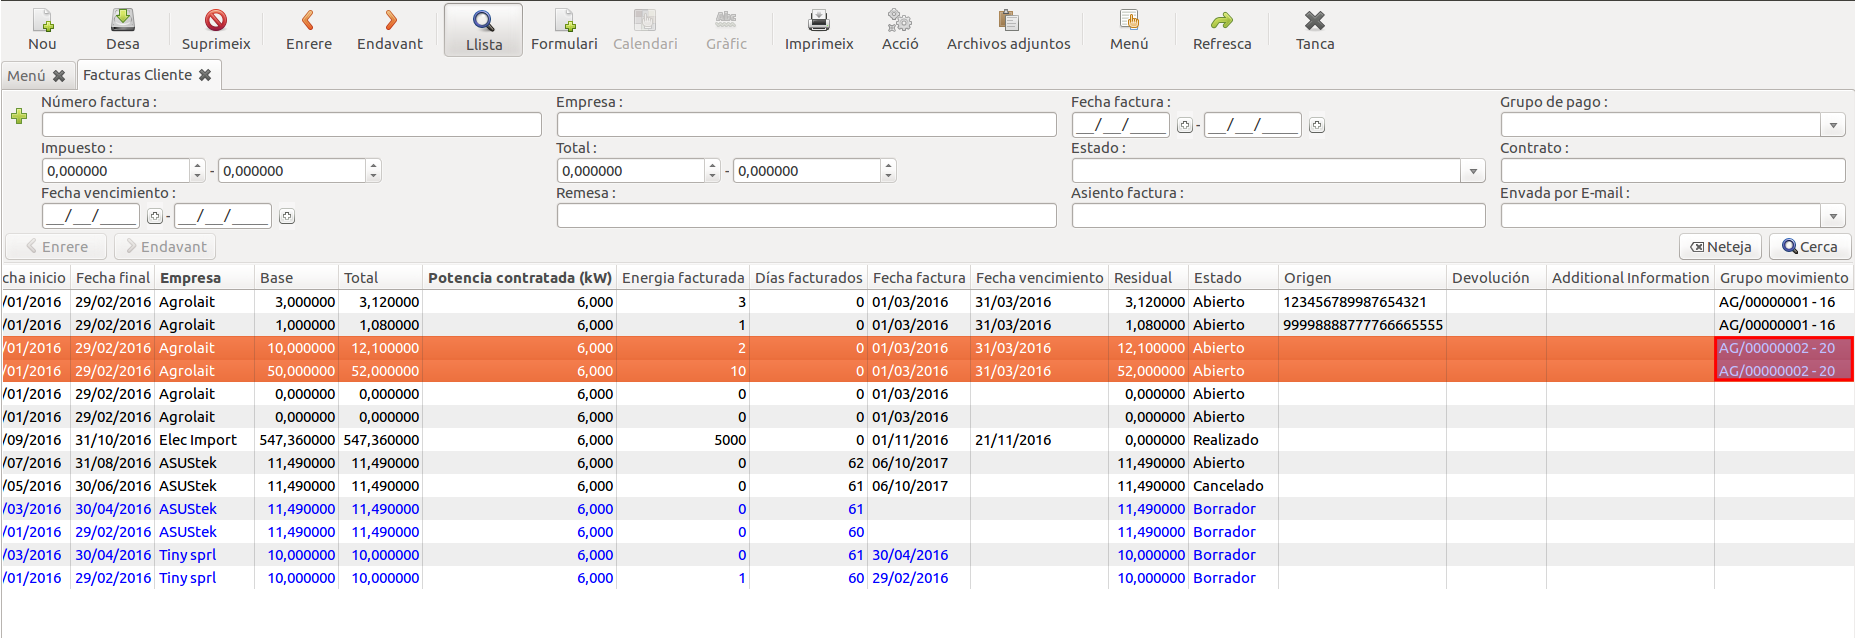 Nou Desa Suprimeix Enrere Endavant Llista Formulari Calendari Gràfic Imprimeix Acció Archivos adjuntos Menú Refresca Tanca
Menú Facturas Cliente
Número factura : Empresa : Fecha factura : Grupo de pago :
__/__/____ - __/__/____
Impuesto : Total : Estado : Contrato :
0,000000 - 0,000000 0,000000 - 0,000000
Fecha vencimiento : Remesa : Asiento factura : Envada por E-mail :
__/__/____ - __/__/____
Enrere Endavant Neteja Cerca
cha inicio Fecha final Empresa Base Total Potencia contratada (kW) Energia facturada Días facturados Fecha factura Fecha vencimiento Residual Estado Origen Devolución Additional Information Grupo movimiento
/01/2016 29/02/2016 Agrolait 3,000000 3,120000 6,000 3 0 01/03/2016 31/03/2016 3,120000 Abierto 123456789987654321 AG/00000001 - 16
/01/2016 29/02/2016 Agrolait 1,000000 1,080000 6,000 1 0 01/03/2016 31/03/2016 1,080000 Abierto 99998888777766665555 AG/00000001 - 16
/01/2016 29/02/2016 Agrolait 10,000000 12,100000 6,000 2 0 01/03/2016 31/03/2016 12,100000 Abierto AG/00000002 - 20
/01/2016 29/02/2016 Agrolait 50,000000 52,000000 6,000 10 0 01/03/2016 31/03/2016 52,000000 Abierto AG/00000002 - 20
/01/2016 29/02/2016 Agrolait 0,000000 0,000000 6,000 0 0 01/03/2016 0,000000 Abierto
/01/2016 29/02/2016 Agrolait 0,000000 0,000000 6,000 0 0 01/03/2016 0,000000 Abierto
/09/2016 31/10/2016 Elec Import 547,360000 547,360000 6,000 5000 0 01/11/2016 21/11/2016 0,000000 Realizado
/07/2016 31/08/2016 ASUStek 11,490000 11,490000 6,000 0 62 06/10/2017 11,490000 Abierto
/05/2016 30/06/2016 ASUStek 11,490000 11,490000 6,000 0 61 06/10/2017 11,490000 Cancelado
/03/2016 30/04/2016 ASUStek 11,490000 11,490000 6,000 0 61 11,490000 Borrador
/01/2016 29/02/2016 ASUStek 11,490000 11,490000 6,000 0 60 11,490000 Borrador
/03/2016 30/04/2016 Tiny sprl 10,000000 10,000000 6,000 0 61 30/04/2016 10,000000 Borrador
/01/2016 29/02/2016 Tiny sprl 10,000000 10,000000 6,000 1 60 29/02/2016 10,000000 Borrador